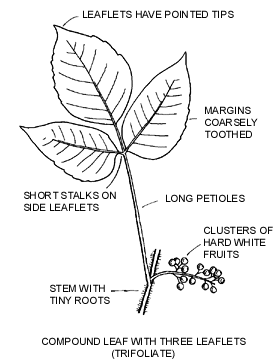 LEAFLETS HAVE POINTED TIPS
MARGINS
COARSELY
TOOTHED
SHORT STALKS ON
SIDE LEAFLETS
LONG PETIOLES
CLUSTERS OF
HARD WHITE
FRUITS
STEM WITH
TINY ROOTS
COMPOUND LEAF WITH THREE LEAFLETS
(TRIFOLIATE)